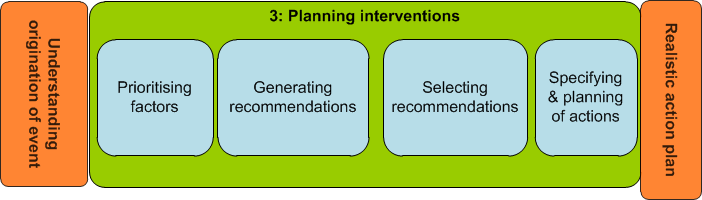 Understanding
origination of event
3: Planning interventions
Prioritising
factors
Generating
recommendations
Selecting
recommendations
Specifying
& planning
of actions
Realistic action plan